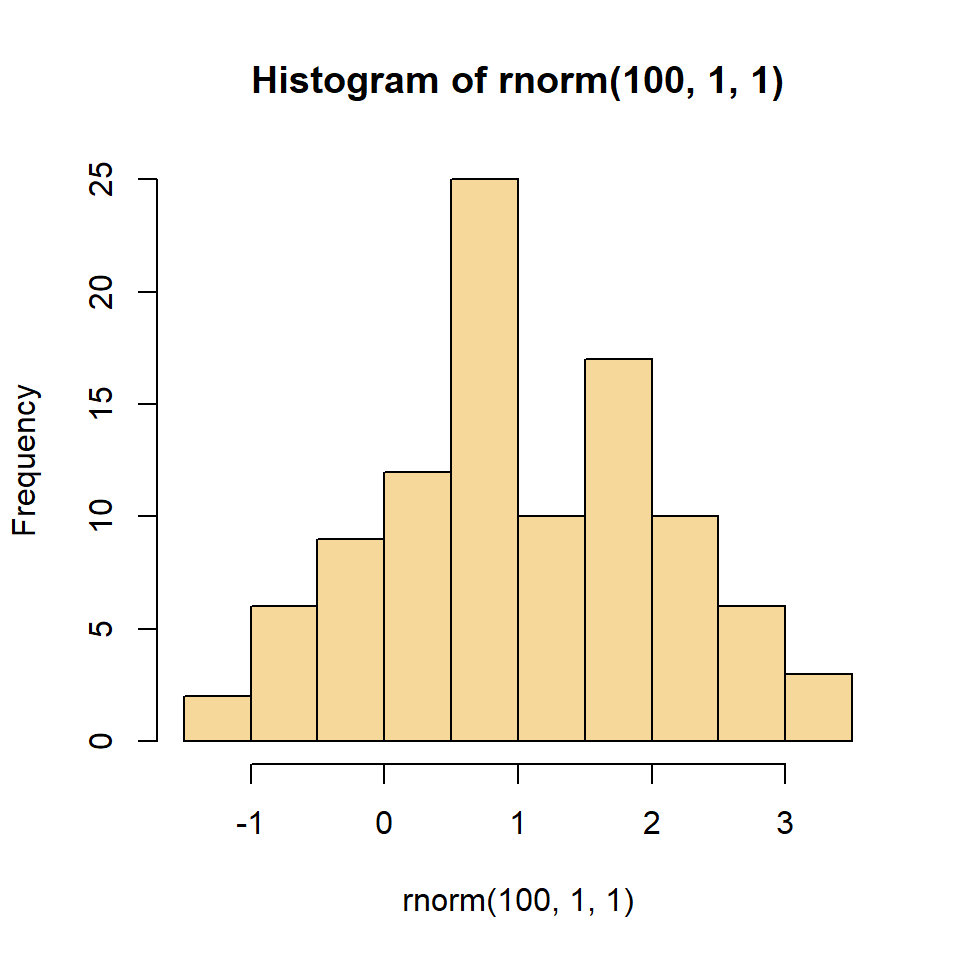 Histogram of rnorm(100, 1, 1)
Frequency
25
20
15
10
5
0
-1 0 1 2 3
rnorm(100, 1, 1)